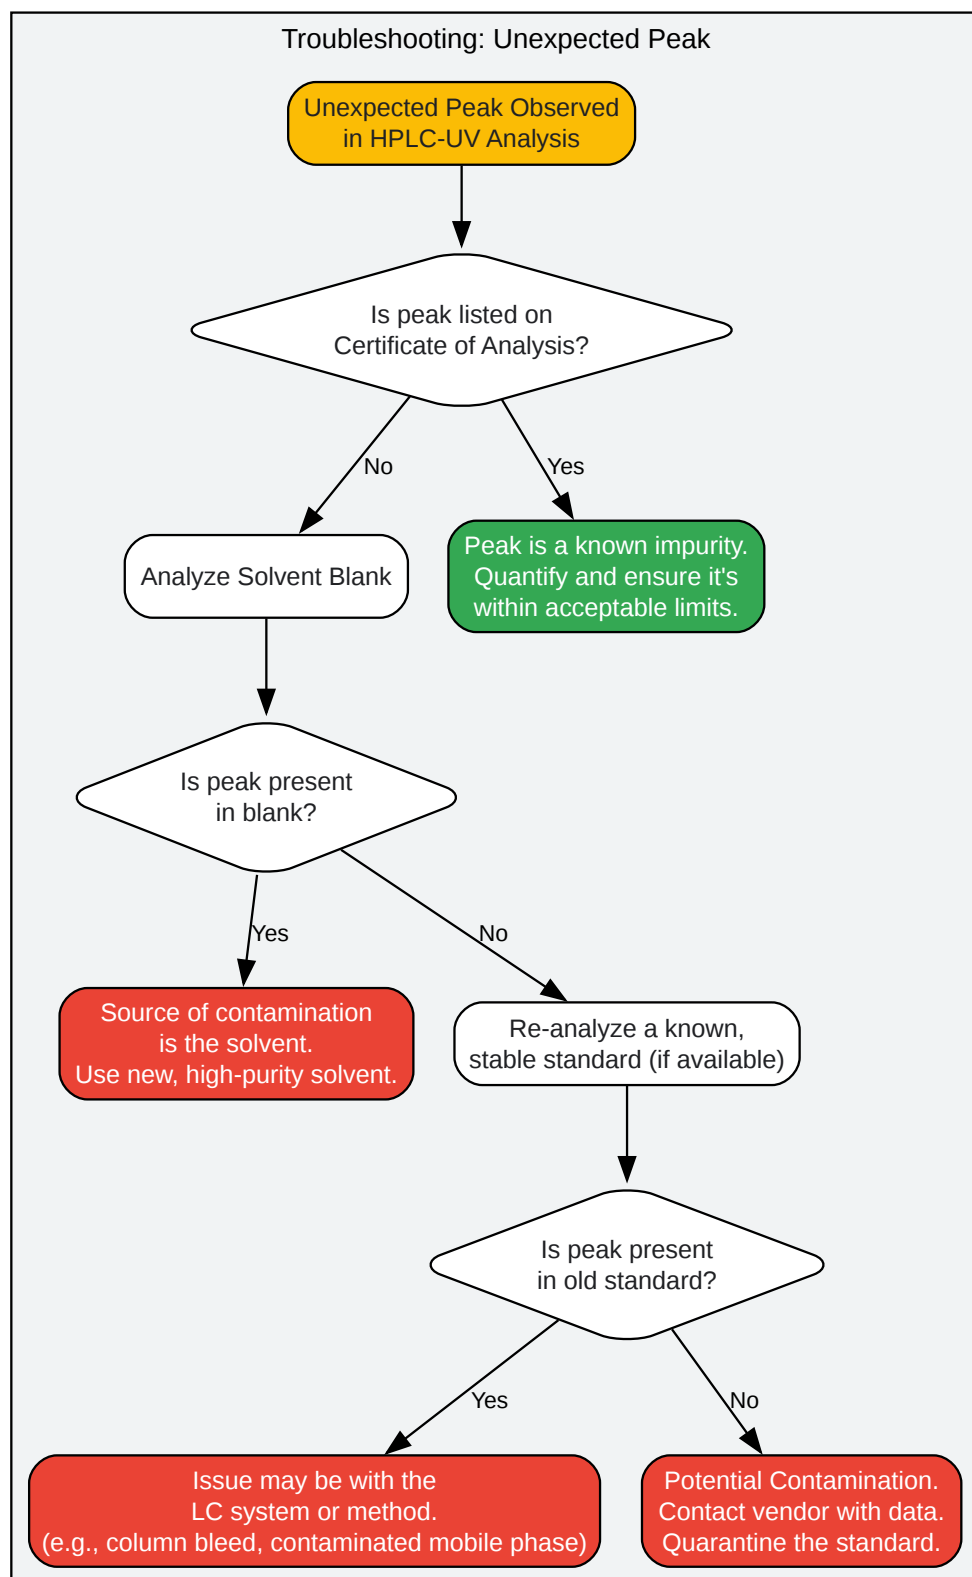 Troubleshooting: Unexpected Peak
Unexpected Peak Observed
in HPLC-UV Analysis
Is peak listed on
Certificate of Analysis?
No
Yes
Analyze Solvent Blank
Peak is a known impurity.
Quantify and ensure it's
within acceptable limits.
Is peak present
in blank?
Yes
No
Source of contamination
is the solvent.
Use new, high-purity solvent.
Re-analyze a known,
stable standard (if available)
Is peak present
in old standard?
Yes
No
Issue may be with the
LC system or method.
(e.g., column bleed, contaminated mobile phase)
Potential Contamination.
Contact vendor with data.
Quarantine the standard.